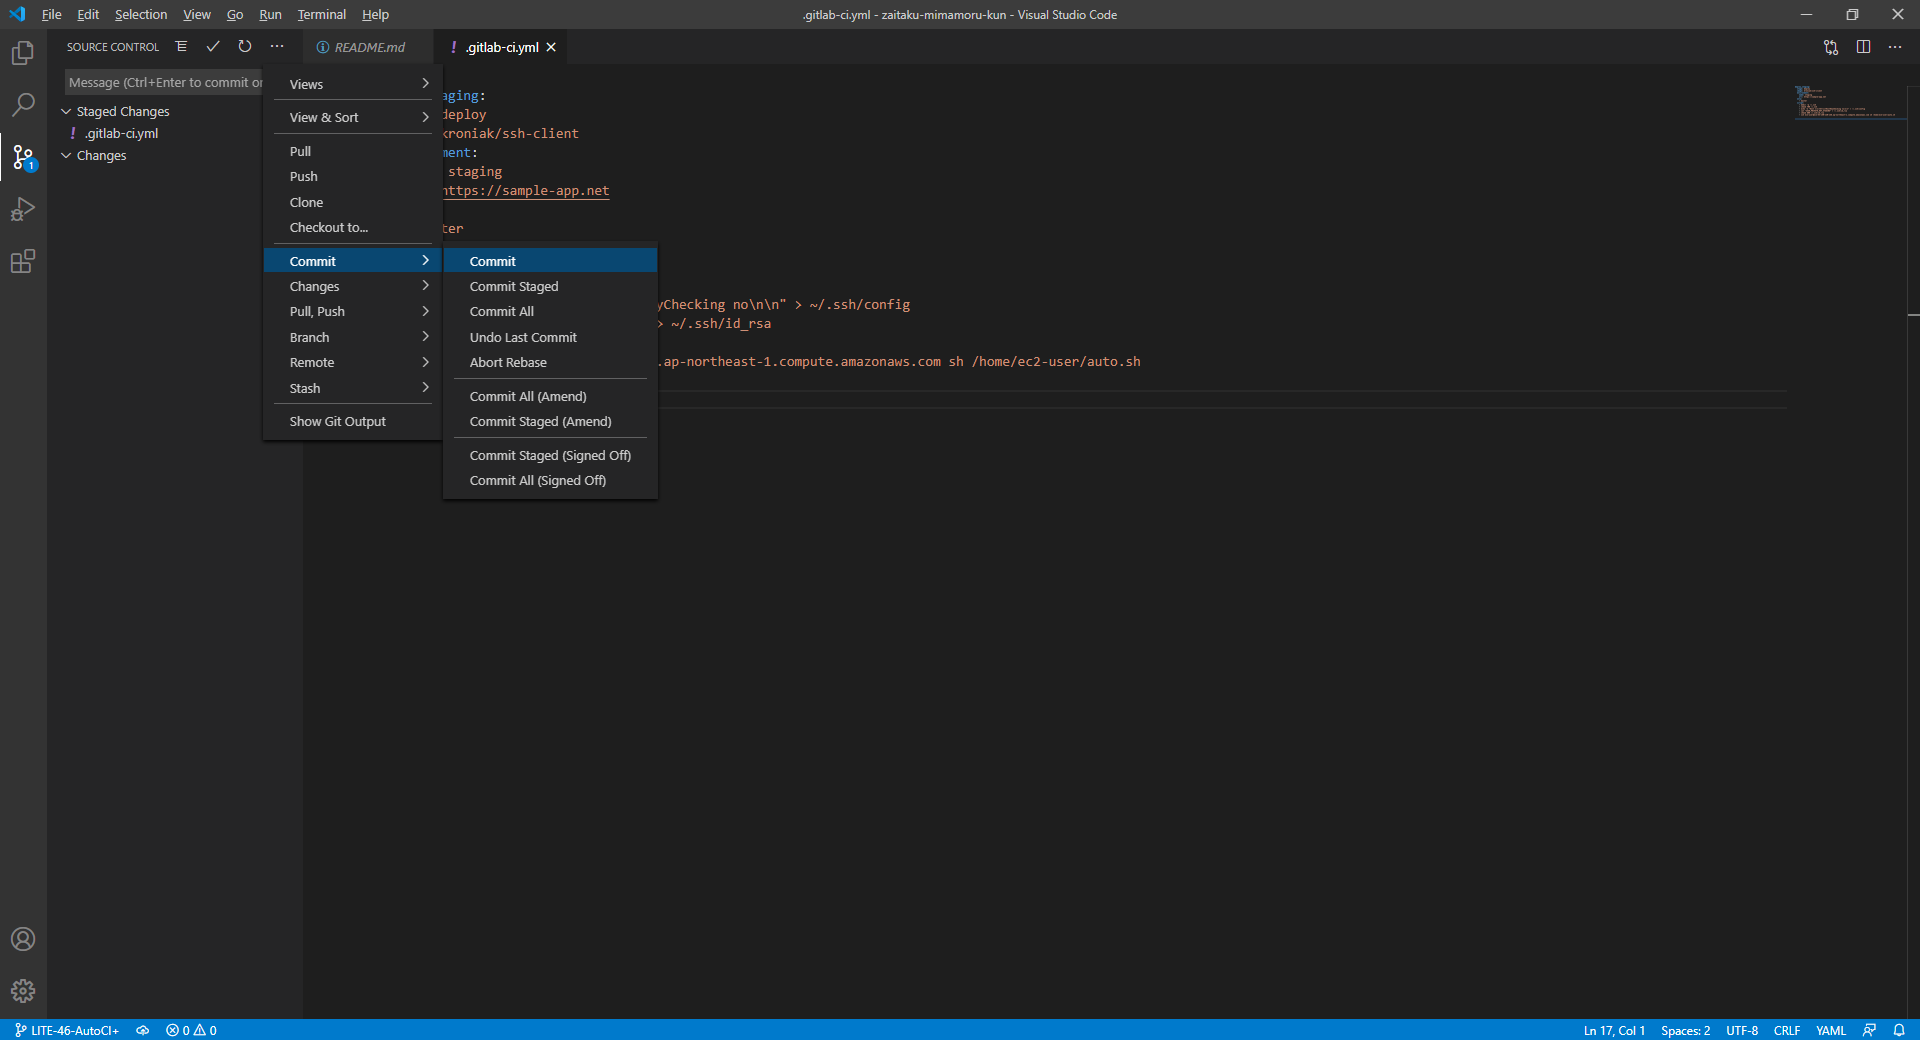 File Edit Selection View Go Run Terminal Help
.gitlab-ci.yml - zaitaku-mimamoru-kun - Visual Studio Code
SOURCE CONTROL
README.md
! .gitlab-ci.yml
Message (Ctrl+Enter to commit on
Staged Changes
! .gitlab-ci.yml
Changes
1
Views
View & Sort
Pull
Push
Clone
Checkout to...
Commit
Changes
Pull, Push
Branch
Remote
Stash
Show Git Output
Commit
Commit Staged
Commit All
Undo Last Commit
Abort Rebase
Commit All (Amend)
Commit Staged (Amend)
Commit Staged (Signed Off)
Commit All (Signed Off)
aging:
deploy
kroniak/ssh-client
ment:
staging
https://sample-app.net
ter
yChecking no\n\n" > ~/.ssh/config
> ~/.ssh/id_rsa
.ap-northeast-1.compute.amazonaws.com sh /home/ec2-user/auto.sh
LITE-46-AutoCI+ 0 0
Ln 17, Col 1 Spaces: 2 UTF-8 CRLF YAML